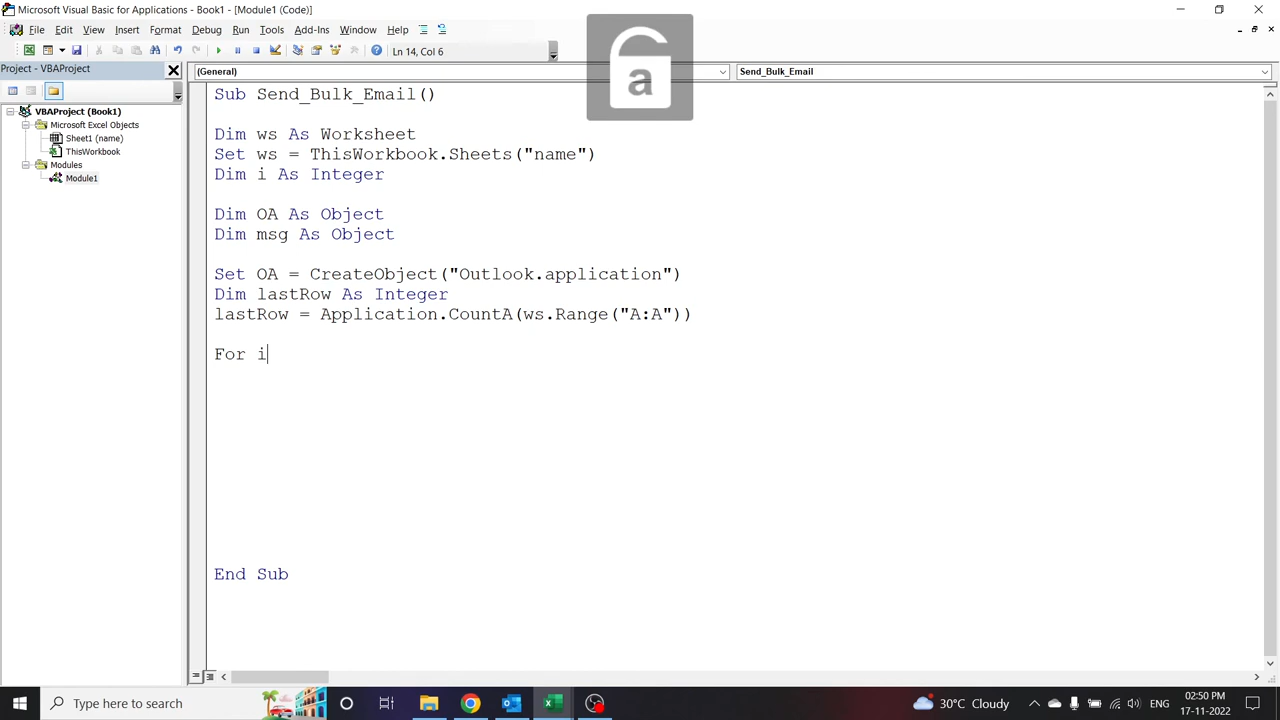 Microsoft Visual Basic for Applications - Book1 - [Module1 (Code)]
File Edit View Insert Format Debug Run Tools Add-Ins Window Help
Ln 14, Col 6
Project - VBAProject
(General)
Send_Bulk_Email
VBAProject (Book1)
Microsoft Excel Objects
Sheet1 (name)
ThisWorkbook
Modules
Module1
a
Sub Send_Bulk_Email()
Dim ws As Worksheet
Set ws = ThisWorkbook.Sheets("name")
Dim i As Integer
Dim OA As Object
Dim msg As Object
Set OA = CreateObject("Outlook.application")
Dim lastRow As Integer
lastRow = Application.CountA(ws.Range("A:A"))
For i
End Sub
Type here to search
30°C Cloudy
ENG
02:50 PM
17-11-2022